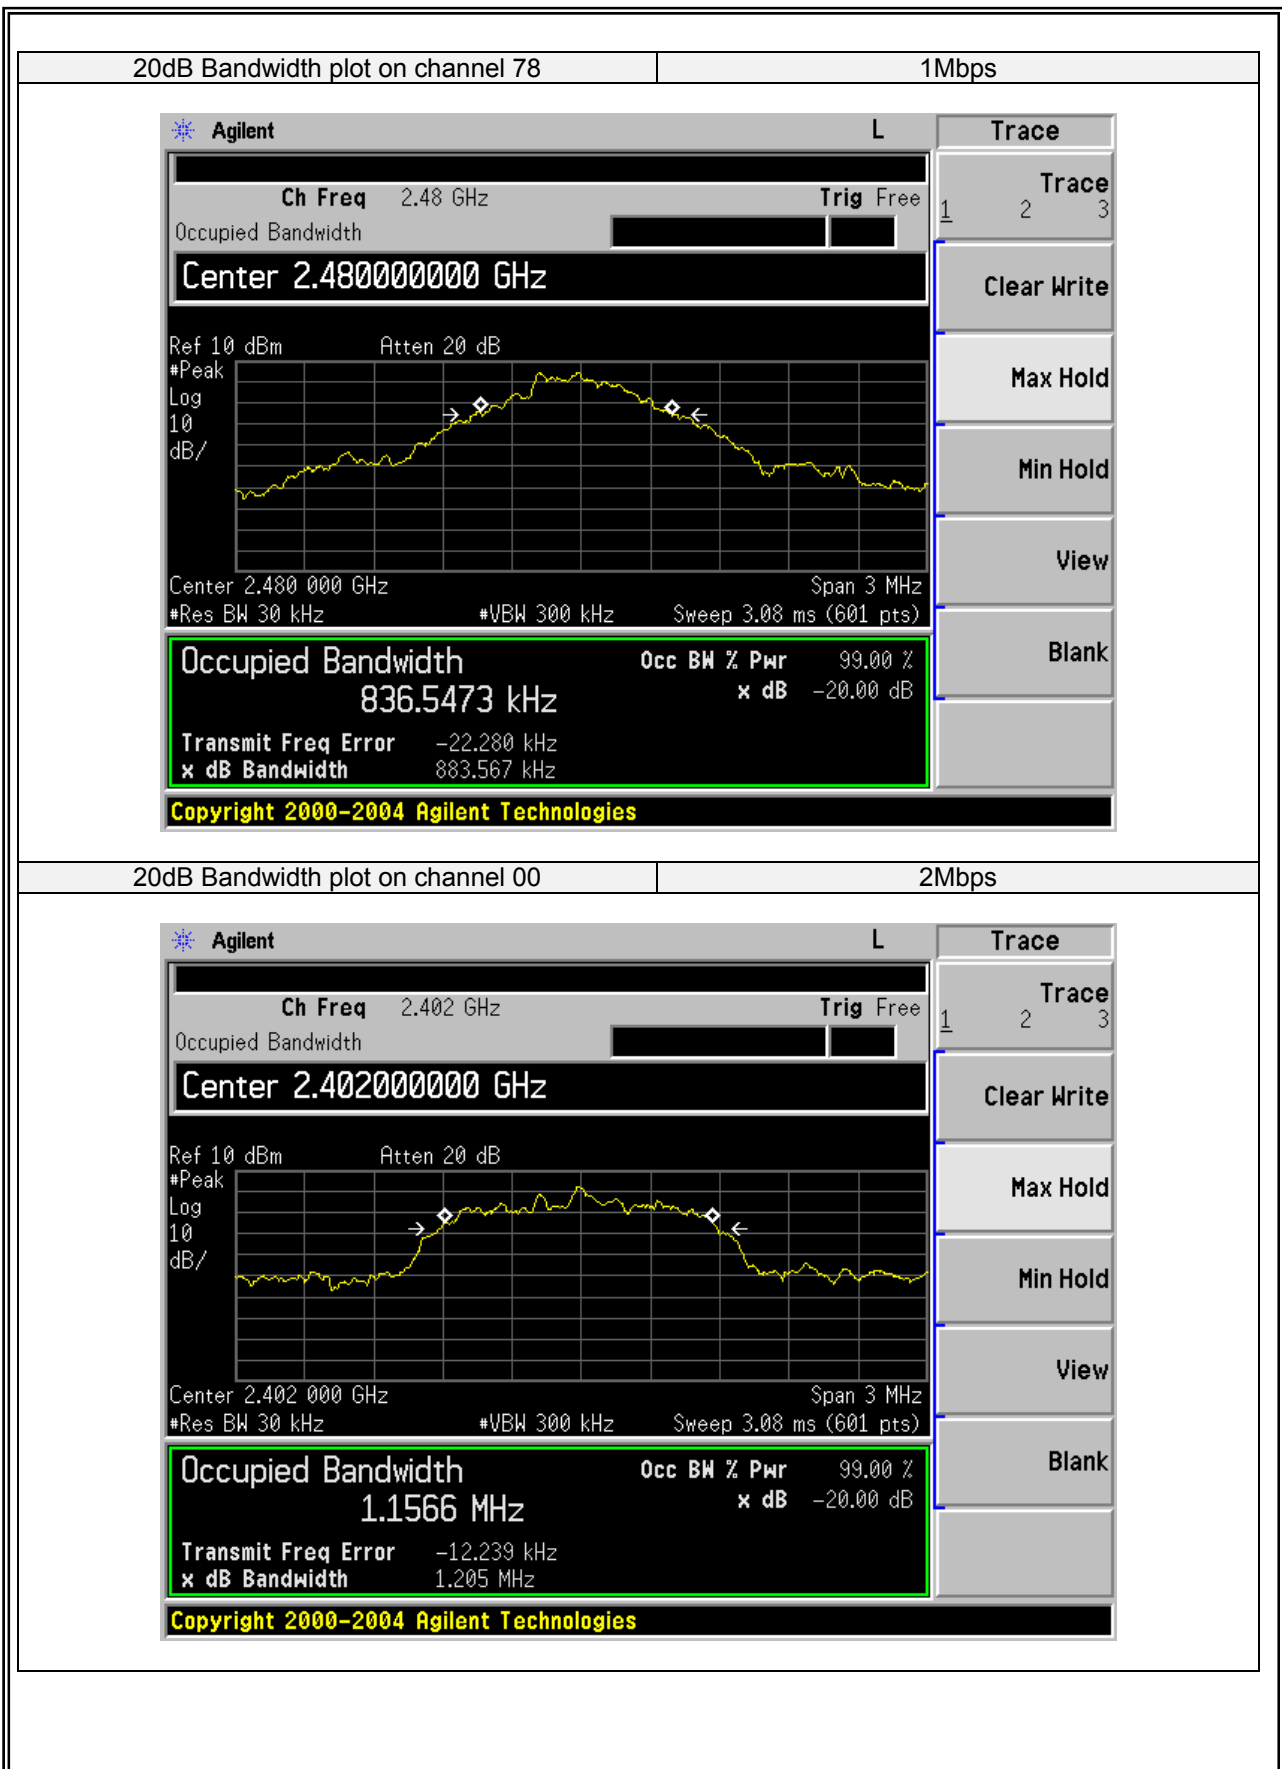 20dB Bandwidth plot on channel 78 1Mbps
Agilent L Trace
Ch Freq 2.48 GHz Trig Free
Occupied Bandwidth
Trace
1 2 3
Center 2.480000000 GHz
Clear Write
Ref 10 dBm Atten 20 dB
#Peak
Log
10
dB/
Max Hold
Min Hold
View
Center 2.480 000 GHz Span 3 MHz
#Res BW 30 kHz #VBW 300 kHz Sweep 3.08 ms (601 pts)
Blank
Occupied Bandwidth Occ BW % Pwr 99.00 %
836.5473 kHz x dB -20.00 dB
Transmit Freq Error -22.280 kHz
x dB Bandwidth 883.567 kHz
Copyright 2000-2004 Agilent Technologies
20dB Bandwidth plot on channel 00 2Mbps
Agilent L Trace
Ch Freq 2.402 GHz Trig Free
Occupied Bandwidth
Trace
1 2 3
Center 2.402000000 GHz
Clear Write
Ref 10 dBm Atten 20 dB
#Peak
Log
10
dB/
Max Hold
Min Hold
View
Center 2.402 000 GHz Span 3 MHz
#Res BW 30 kHz #VBW 300 kHz Sweep 3.08 ms (601 pts)
Blank
Occupied Bandwidth Occ BW % Pwr 99.00 %
1.1566 MHz x dB -20.00 dB
Transmit Freq Error -12.239 kHz
x dB Bandwidth 1.205 MHz
Copyright 2000-2004 Agilent Technologies